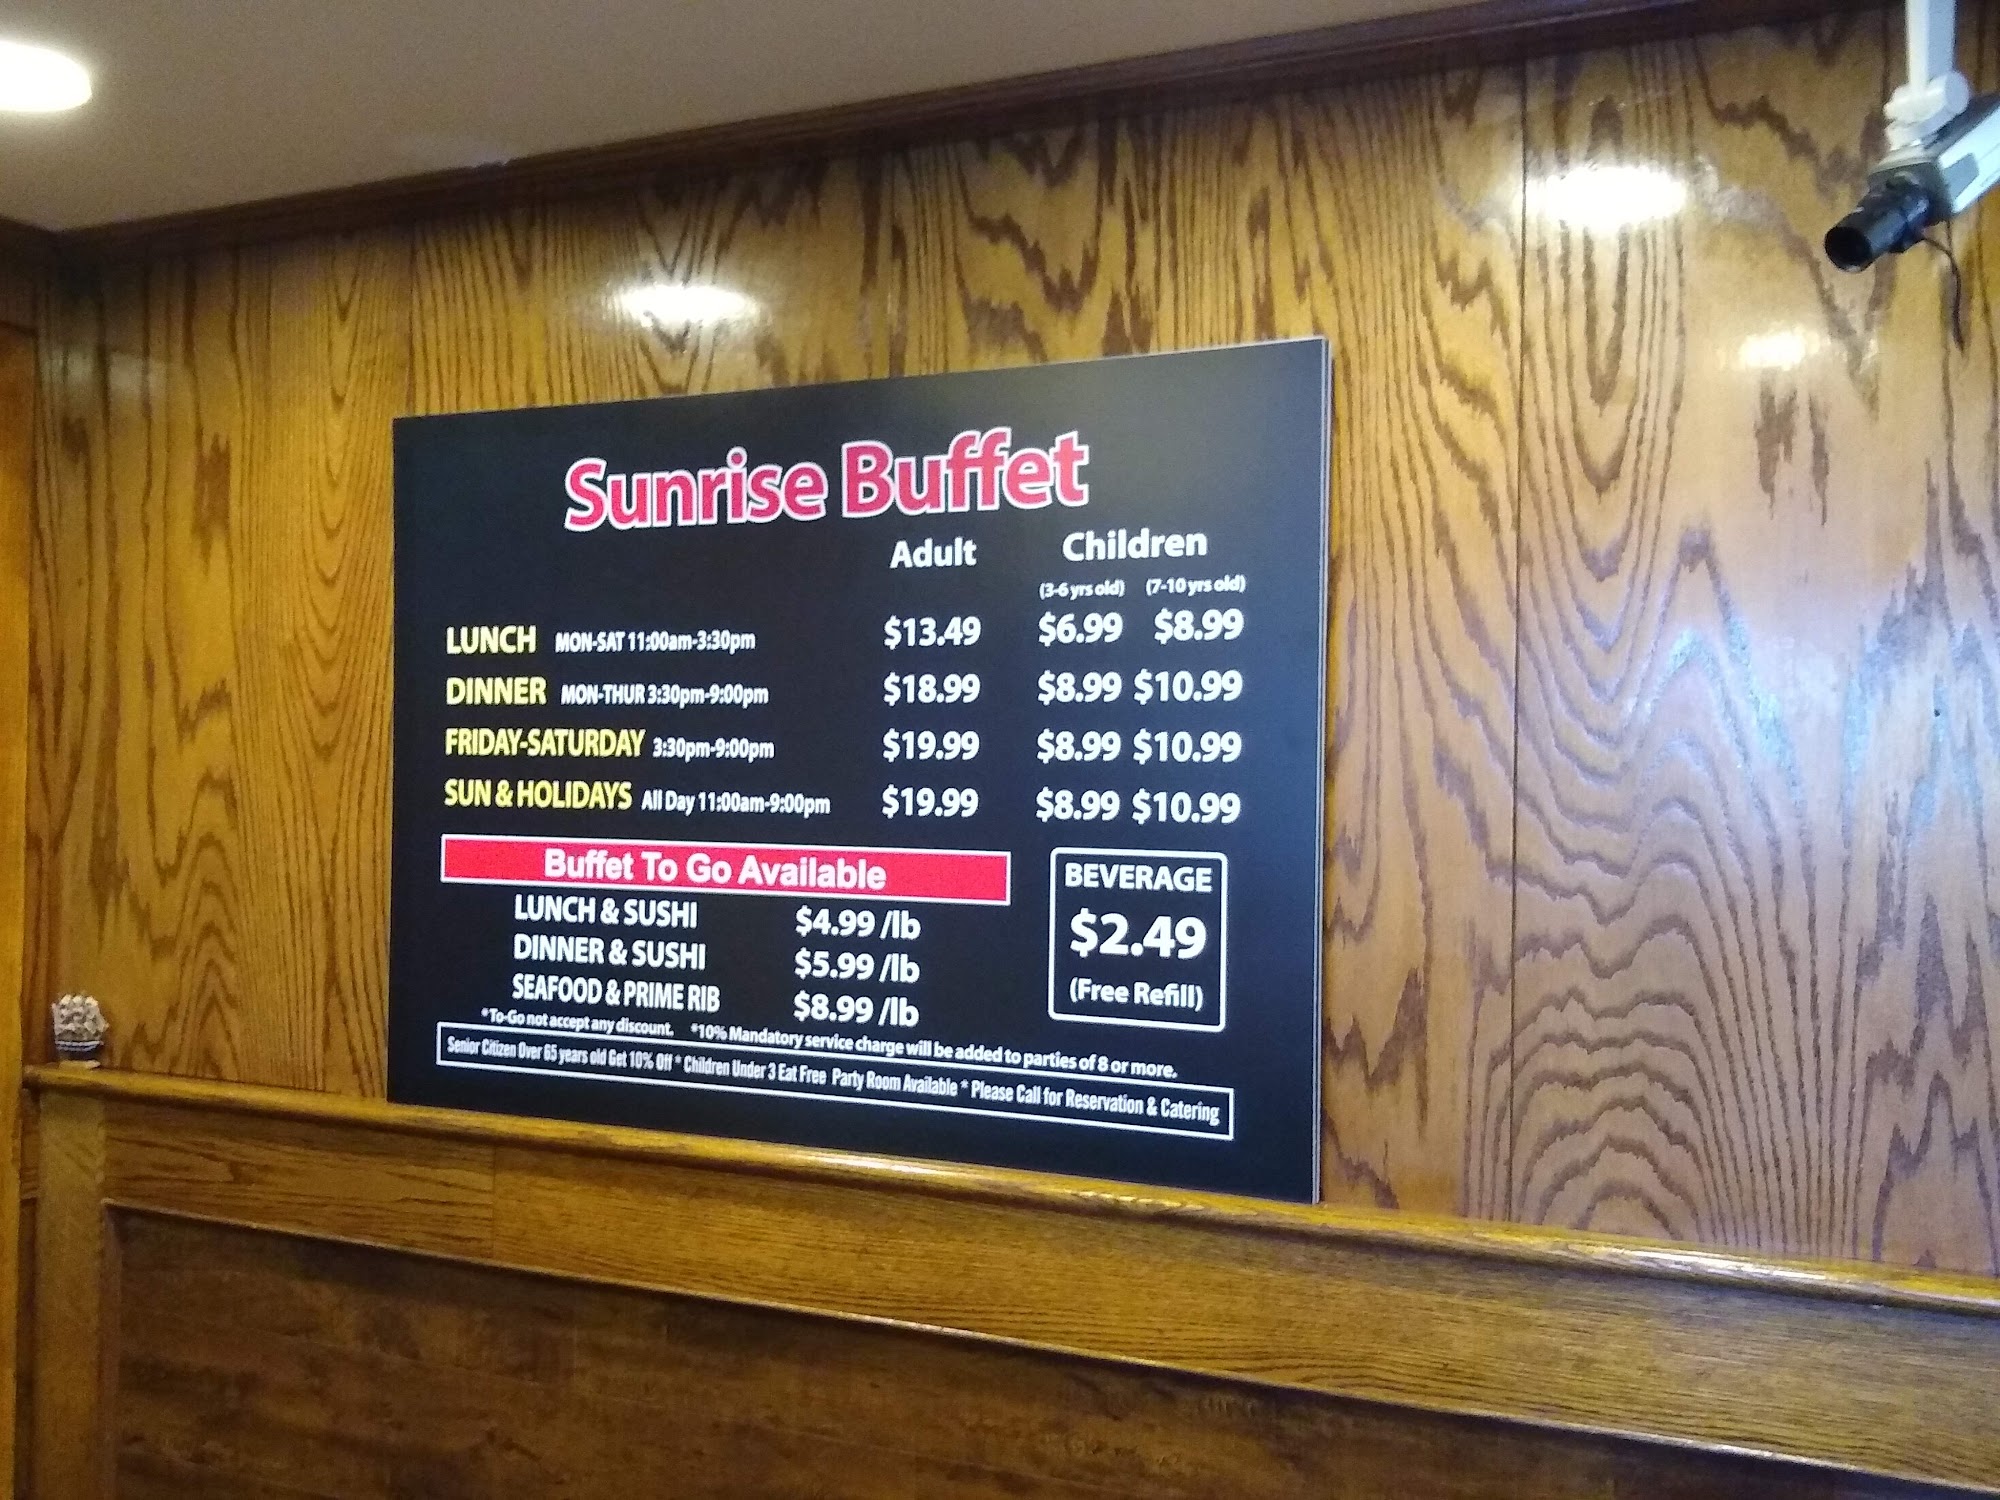 Sunrise Buffet
Adult Children
(3-6 yrs old) (7-10 yrs old)
LUNCH MON-SAT 11:00am-3:30pm $13.49 $6.99 $8.99
DINNER MON-THUR 3:30pm-9:00pm $18.99 $8.99 $10.99
FRIDAY-SATURDAY 3:30pm-9:00pm $19.99 $8.99 $10.99
SUN & HOLIDAYS All Day 11:00am-9:00pm $19.99 $8.99 $10.99
Buffet To Go Available
LUNCH & SUSHI $4.99 /lb
DINNER & SUSHI $5.99 /lb
SEAFOOD & PRIME RIB $8.99 /lb
BEVERAGE
$2.49
(Free Refill)
*To-Go not accept any discount. *10% Mandatory service charge will be added to parties of 8 or more.
Senior Citizen Over 65 years old Get 10% Off * Children Under 3 Eat Free Party Room Available * Please Call for Reservation & Catering